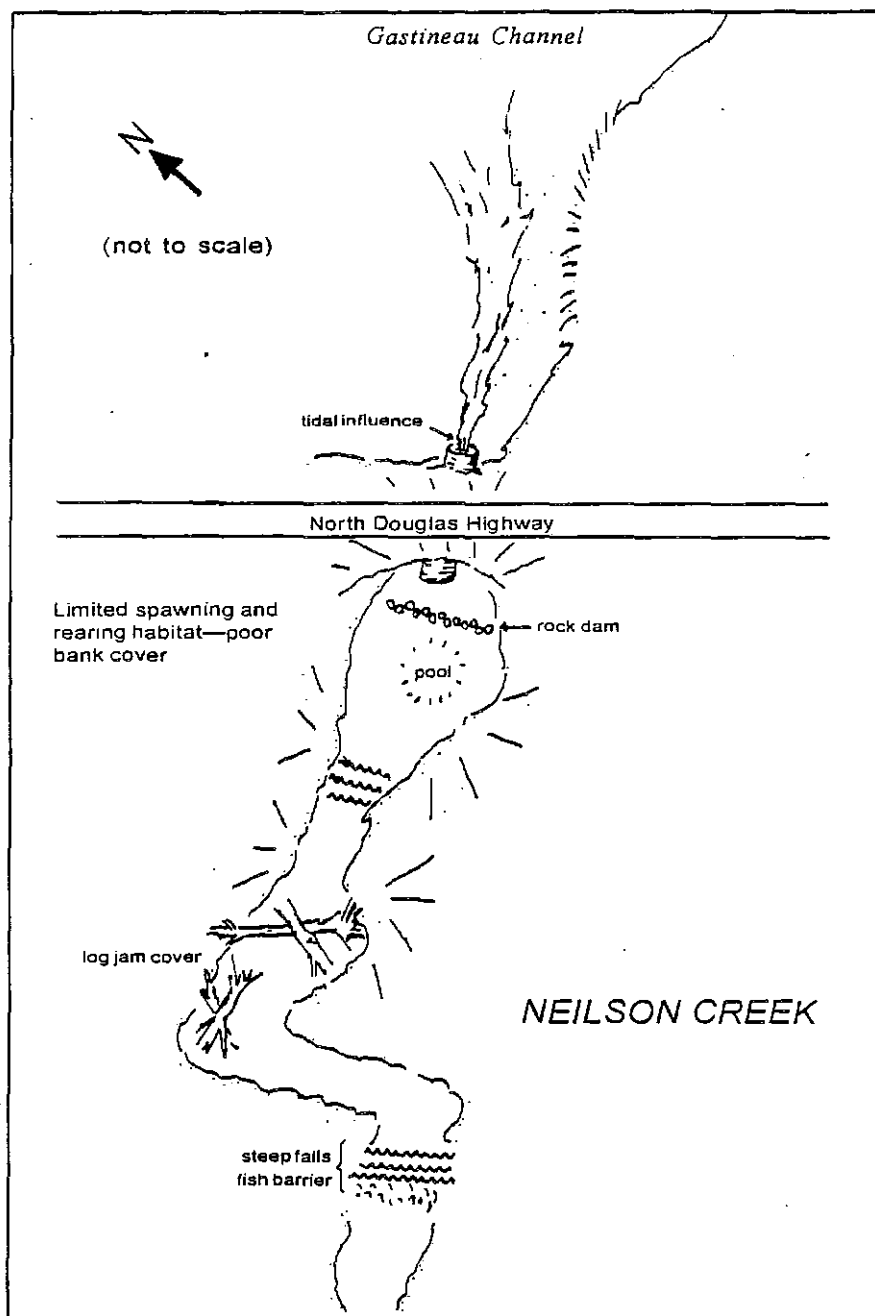 Gastineau Channel
N
(not to scale)
tidal influence
North Douglas Highway
Limited spawning and
rearing habitat—poor
bank cover
rock dam
pool
log jam cover
NEILSON CREEK
steep falls
fish barrier